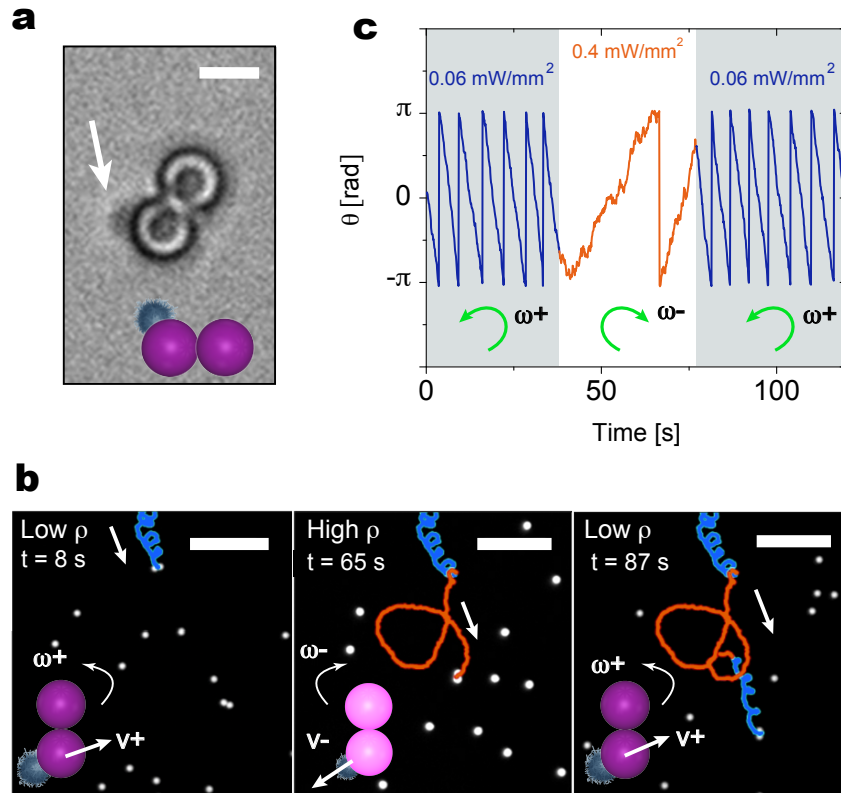 a
c
0.06 mW/mm²
0.4 mW/mm²
0.06 mW/mm²
π
0
-π
θ [rad]
ω+
ω-
ω+
0
50
100
Time [s]
b
Low ρ
t = 8 s
ω+
v+
High ρ
t = 65 s
ω-
v-
Low ρ
t = 87 s
ω+
v+